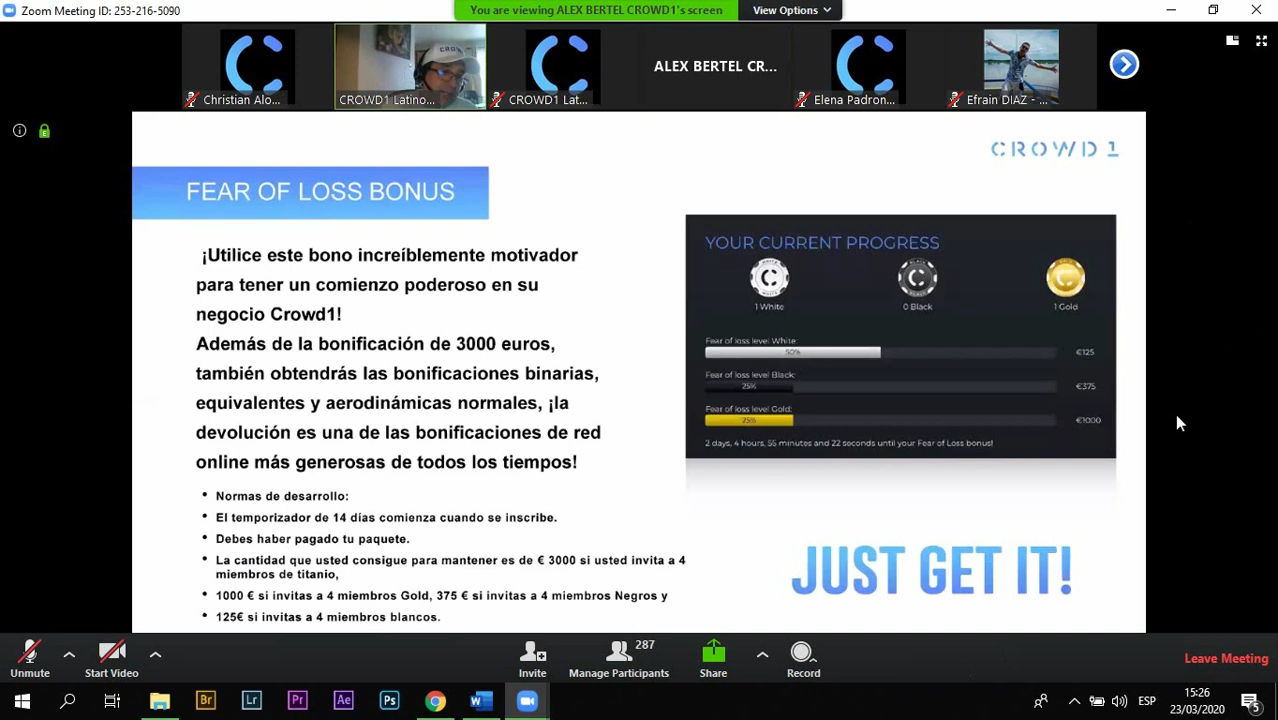 Zoom Meeting ID: 253-216-5090
You are viewing ALEX BERTEL CROWD1's screen
View Options
Christian Alo...
CROWD1 Latino...
CROWD1 Lat...
ALEX BERTEL CR...
Elena Padron...
Efrain DIAZ - ...
CROWD 1
FEAR OF LOSS BONUS
¡Utilice este bono increíblemente motivador
para tener un comienzo poderoso en su
negocio Crowd1!
Además de la bonificación de 3000 euros,
también obtendrás las bonificaciones binarias,
equivalentes y aerodinámicas normales, ¡la
devolución es una de las bonificaciones de red
online más generosas de todos los tiempos!
• Normas de desarrollo:
• El temporizador de 14 días comienza cuando se inscribe.
• Debes haber pagado tu paquete.
• La cantidad que usted consigue para mantener es de € 3000 si usted invita a 4
miembros de titanio,
• 1000 € si invitas a 4 miembros Gold, 375 € si invitas a 4 miembros Negros y
• 125€ si invitas a 4 miembros blancos.
YOUR CURRENT PROGRESS
1 White
0 Black
1 Gold
Fear of loss level White:
50%
€125
Fear of loss level Black:
25%
€375
Fear of loss level Gold:
25%
€1000
2 days, 4 hours, 55 minutes and 22 seconds until your Fear of Loss bonus!
JUST GET IT!
Unmute
Start Video
Invite
287
Manage Participants
Share
Record
Leave Meeting
Br
Lr
Pr
Ae
Ps
ESP
15:26
23/03/2020
5